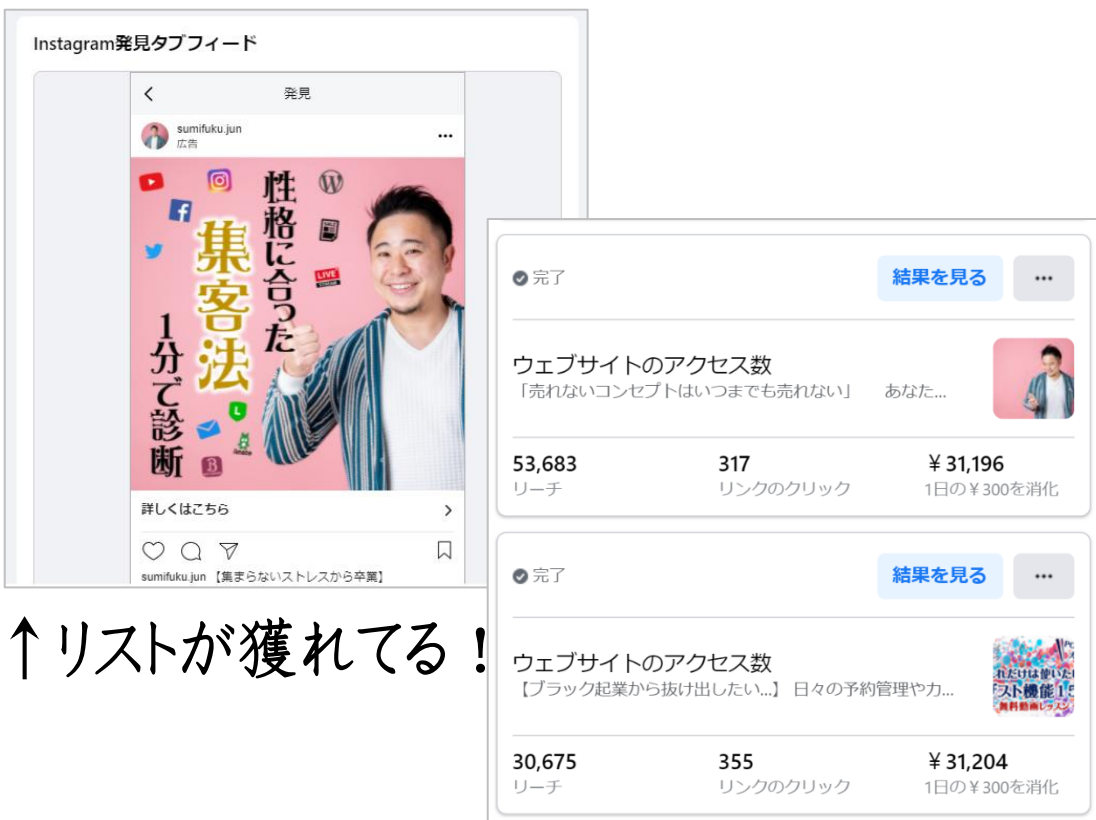 Instagram発見タブフィード
発見
sumifuku.jun
広告
性格に合った
集客法
1分で診断
LIVE
詳しくはこちら
sumifuku.jun 【集まらないストレスから卒業】
↑リストが獲れてる！
完了
結果を見る
ウェブサイトのアクセス数
「売れないコンセプトはいつまでも売れない」 あなた...
53,683
317
¥ 31,196
リーチ
リンクのクリック
1日の¥300を消化
完了
結果を見る
ウェブサイトのアクセス数
【ブラック起業から抜け出したい...】 日々の予約管理やカ...
無料動画レッスン
30,675
355
¥ 31,204
リーチ
リンクのクリック
1日の¥300を消化